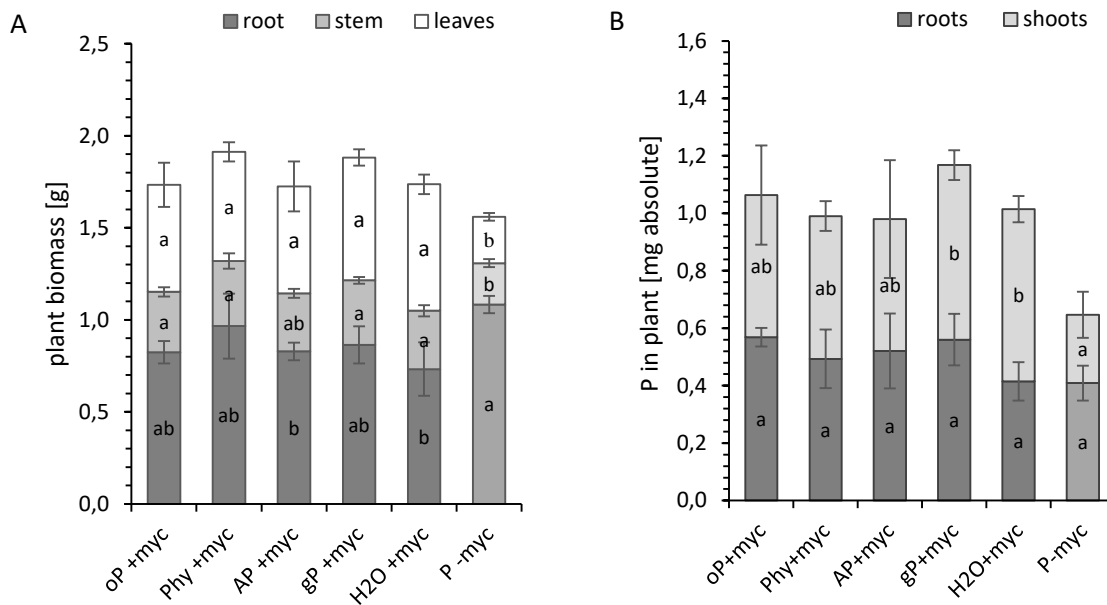 A
root stem leaves
plant biomass [g]
2,5
2,0
1,5
1,0
0,5
0,0
a a a a a b
a a ab a a b
ab ab b ab b a
oP +myc Phy +myc AP +myc gP +myc H2O +myc P -myc
B
roots shoots
P in plant [mg absolute]
1,6
1,4
1,2
1,0
0,8
0,6
0,4
0,2
0,0
ab ab ab b b a
a a a a a a
oP+myc Phy+myc AP+myc gP+myc H2O+myc P-myc